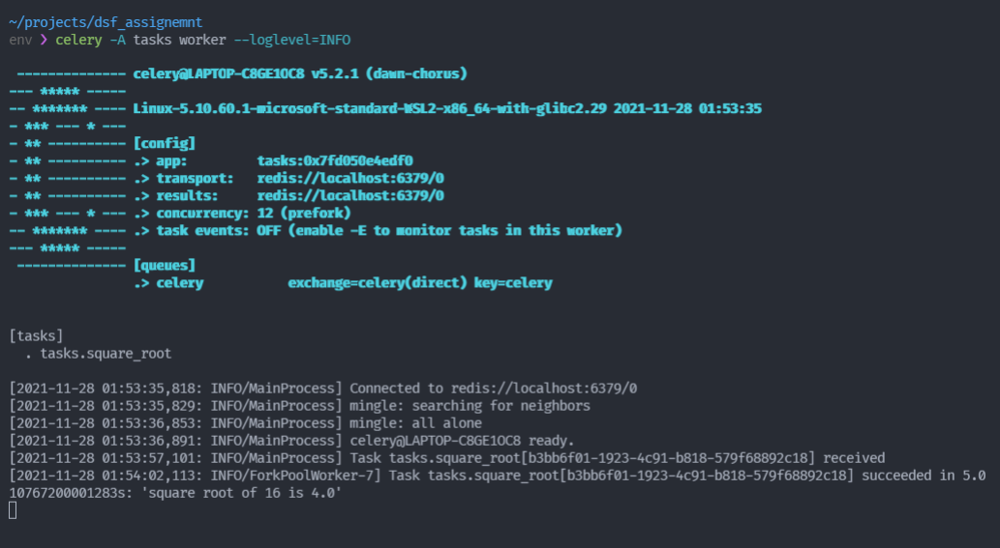 ~/projects/dsf_assignemnt
env ❯ celery -A tasks worker --loglevel=INFO
 -------------- celery@LAPTOP-C8GE1OC8 v5.2.1 (dawn-chorus)
--- ***** -----
-- ******* ---- Linux-5.10.60.1-microsoft-standard-WSL2-x86_64-with-glibc2.29 2021-11-28 01:53:35
- *** --- * ---
- ** ---------- [config]
- ** ---------- .> app:         tasks:0x7fd050e4edf0
- ** ---------- .> transport:   redis://localhost:6379/0
- ** ---------- .> results:     redis://localhost:6379/0
- *** --- * --- .> concurrency: 12 (prefork)
-- ******* ---- .> task events: OFF (enable -E to monitor tasks in this worker)
--- ***** -----
 -------------- [queues]
                .> celery           exchange=celery(direct) key=celery
[tasks]
  . tasks.square_root
[2021-11-28 01:53:35,818: INFO/MainProcess] Connected to redis://localhost:6379/0
[2021-11-28 01:53:35,829: INFO/MainProcess] mingle: searching for neighbors
[2021-11-28 01:53:36,853: INFO/MainProcess] mingle: all alone
[2021-11-28 01:53:36,891: INFO/MainProcess] celery@LAPTOP-C8GE1OC8 ready.
[2021-11-28 01:53:57,101: INFO/MainProcess] Task tasks.square_root[b3bb6f01-1923-4c91-b818-579f68892c18] received
[2021-11-28 01:54:02,113: INFO/ForkPoolWorker-7] Task tasks.square_root[b3bb6f01-1923-4c91-b818-579f68892c18] succeeded in 5.0
10767200001283s: 'square root of 16 is 4.0'